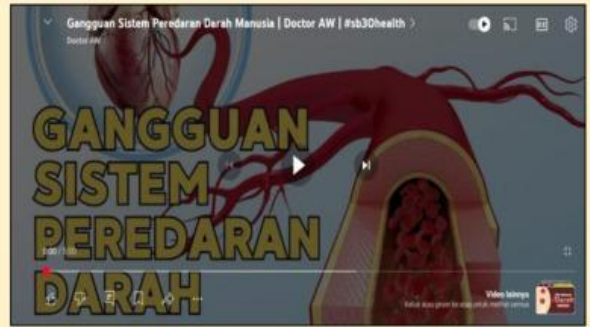 Gangguan Sistem Peredaran Darah Manusia | Doctor AW | #sb30health
Doctor AW
GANGGUAN
SISTEM
PEREDARAN
DARAH
Video lainnya